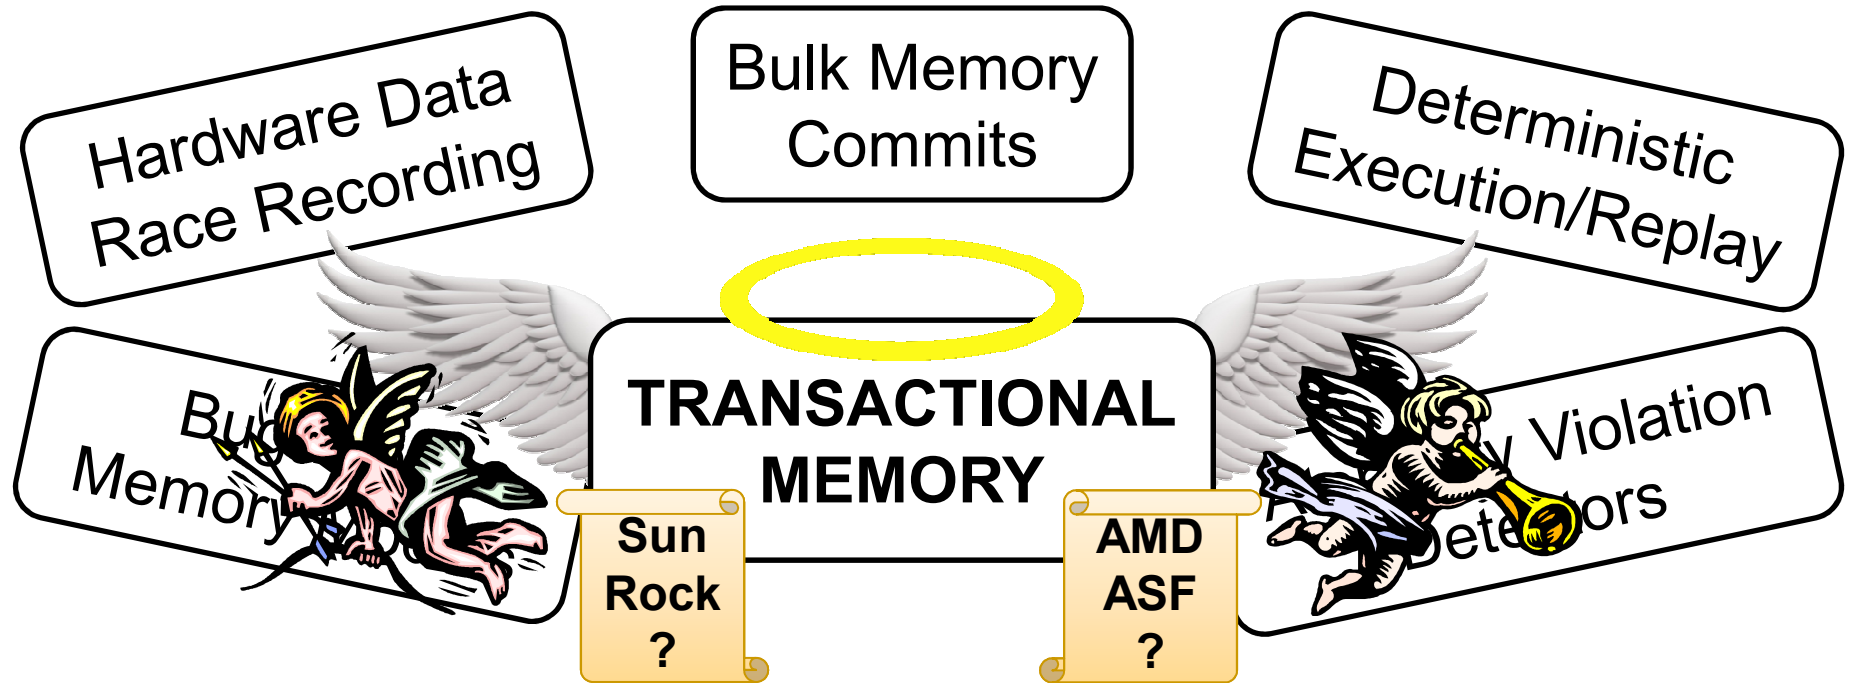 Hardware Data
Race Recording
Bulk Memory
Commits
Deterministic
Execution/Replay
TRANSACTIONAL
MEMORY
Memory
Violation
Sun
Rock
?
AMD
ASF
?